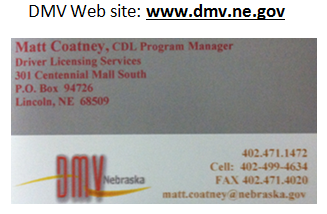 DMV Web site: www.dmv.ne.gov
Matt Coatney, CDL Program Manager
Driver Licensing Services
301 Centennial Mall South
P.O. Box 94726
Lincoln, NE 68509
402.471.1472
Cell: 402-499-4634
FAX 402.471.4020
matt.coatney@nebraska.gov
DMV Nebraska